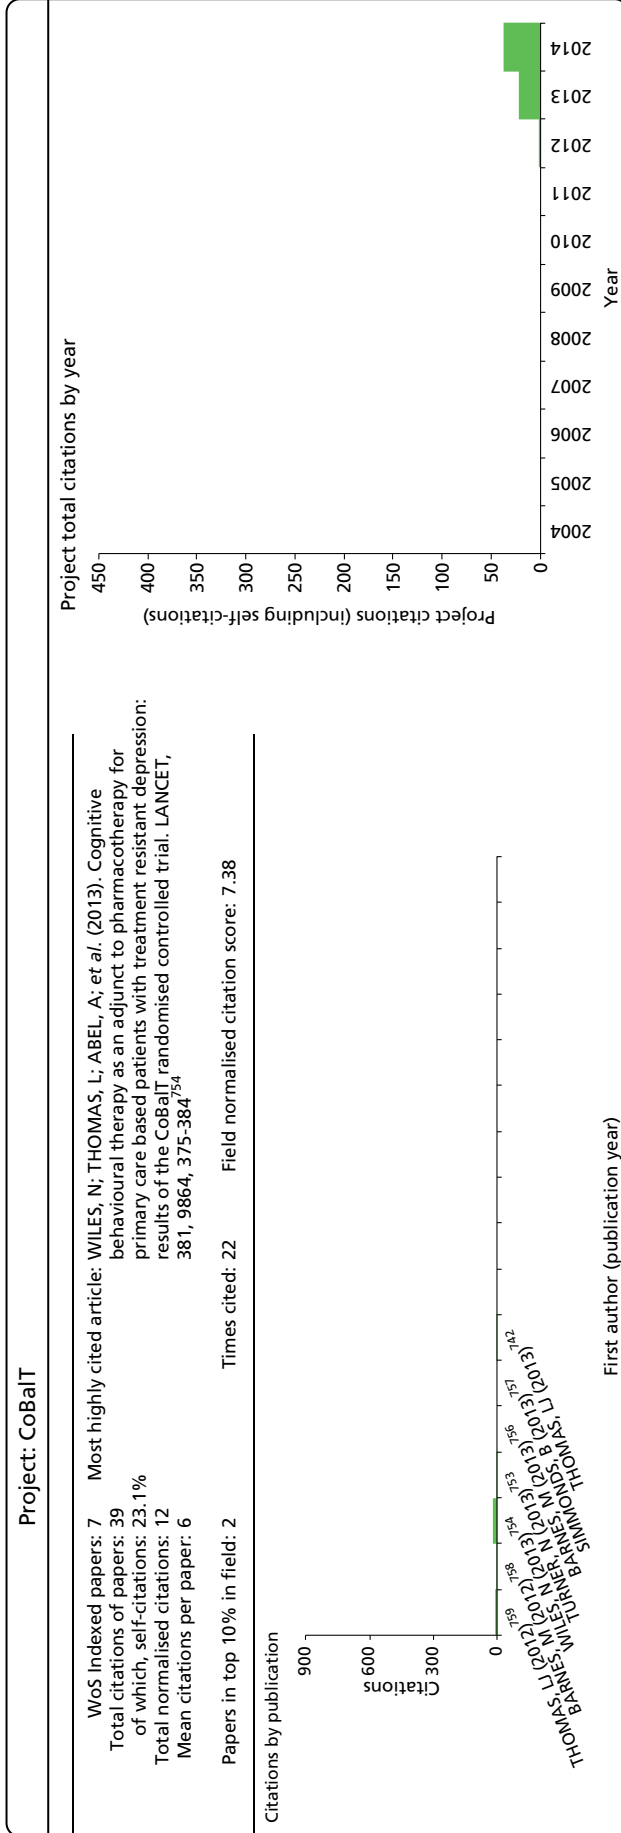 Project: CoBalT
WoS Indexed papers: 7
Total citations of papers: 39
of which, self-citations: 23.1%
Total normalised citations: 12
Mean citations per paper: 6
Papers in top 10% in field: 2
Most highly cited article: WILES, N; THOMAS, L; ABEL, A; et al. (2013). Cognitive
behavioural therapy as an adjunct to pharmacotherapy for
primary care based patients with treatment resistant depression:
results of the CoBalT randomised controlled trial. LANCET,
381, 9864, 375-384754
Times cited: 22
Field normalised citation score: 7.38
Citations by publication
Citations
900
600
300
0
THOMAS, LJ (2012)759
BARNES, M (2012)758
WILES, N (2013)754
TURNER, N (2013)753
BARNES, M (2013)756
SIMMONDS, B (2013)757
THOMAS, LJ (2013)742
First author (publication year)
Project total citations by year
Project citations (including self-citations)
450
400
350
300
250
200
150
100
50
0
2004
2005
2006
2007
2008
2009
2010
2011
2012
2013
2014
Year